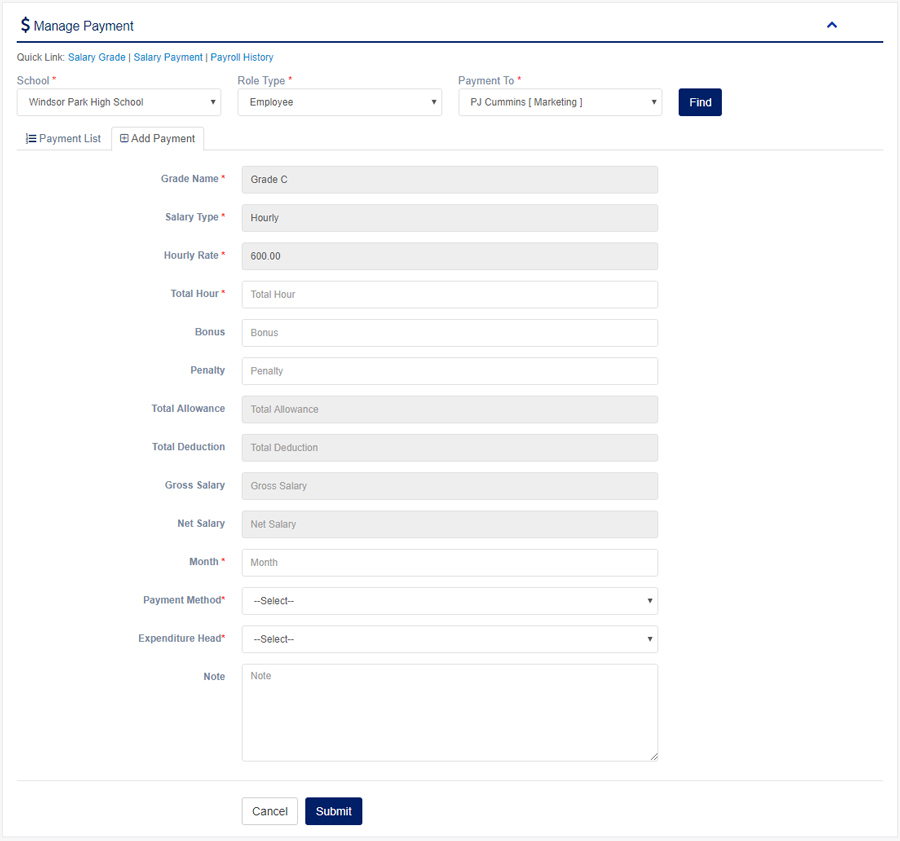 $ Manage Payment
Quick Link: Salary Grade | Salary Payment | Payroll History
School * Role Type * Payment To *
Windsor Park High School Employee PJ Cummins [ Marketing ] Find
Payment List Add Payment
Grade Name * Grade C
Salary Type * Hourly
Hourly Rate * 600.00
Total Hour * Total Hour
Bonus Bonus
Penalty Penalty
Total Allowance Total Allowance
Total Deduction Total Deduction
Gross Salary Gross Salary
Net Salary Net Salary
Month * Month
Payment Method* --Select--
Expenditure Head* --Select--
Note Note
Cancel Submit